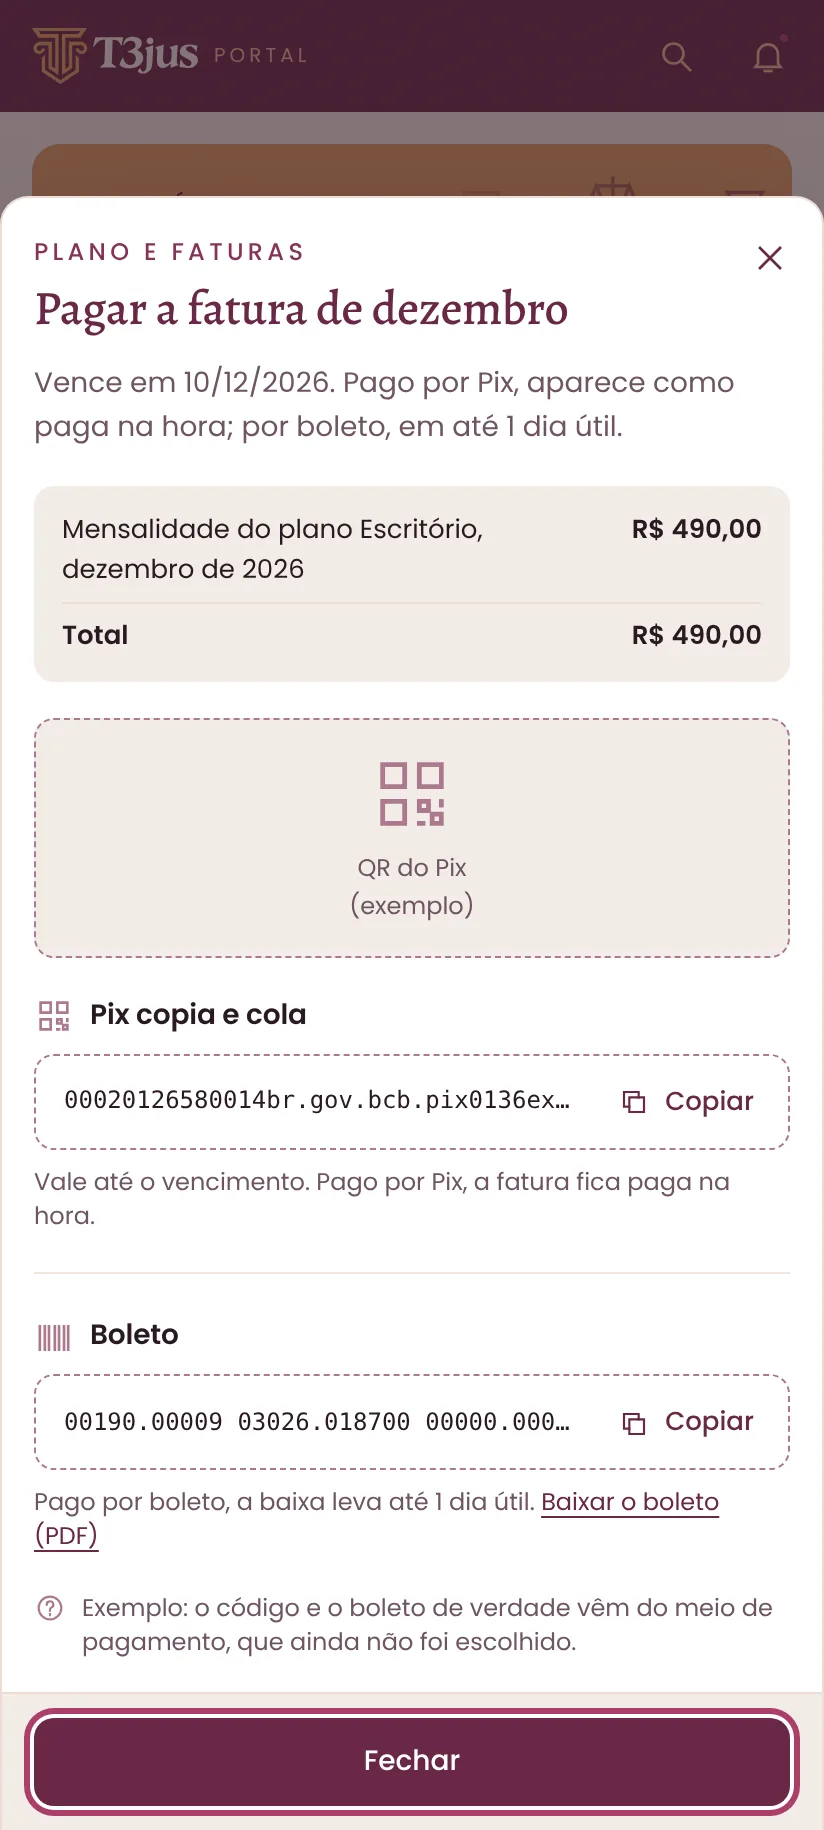 T3jus PORTAL
PLANO E FATURAS
Pagar a fatura de dezembro
Vence em 10/12/2026. Pago por Pix, aparece como
paga na hora; por boleto, em até 1 dia útil.
Mensalidade do plano Escritório, R$ 490,00
dezembro de 2026
Total R$ 490,00
QR do Pix
(exemplo)
Pix copia e cola
00020126580014br.gov.bcb.pix0136ex… Copiar
Vale até o vencimento. Pago por Pix, a fatura fica paga na
hora.
Boleto
00190.00009 03026.018700 00000.000… Copiar
Pago por boleto, a baixa leva até 1 dia útil. Baixar o boleto
(PDF)
Exemplo: o código e o boleto de verdade vêm do meio de
pagamento, que ainda não foi escolhido.
Fechar